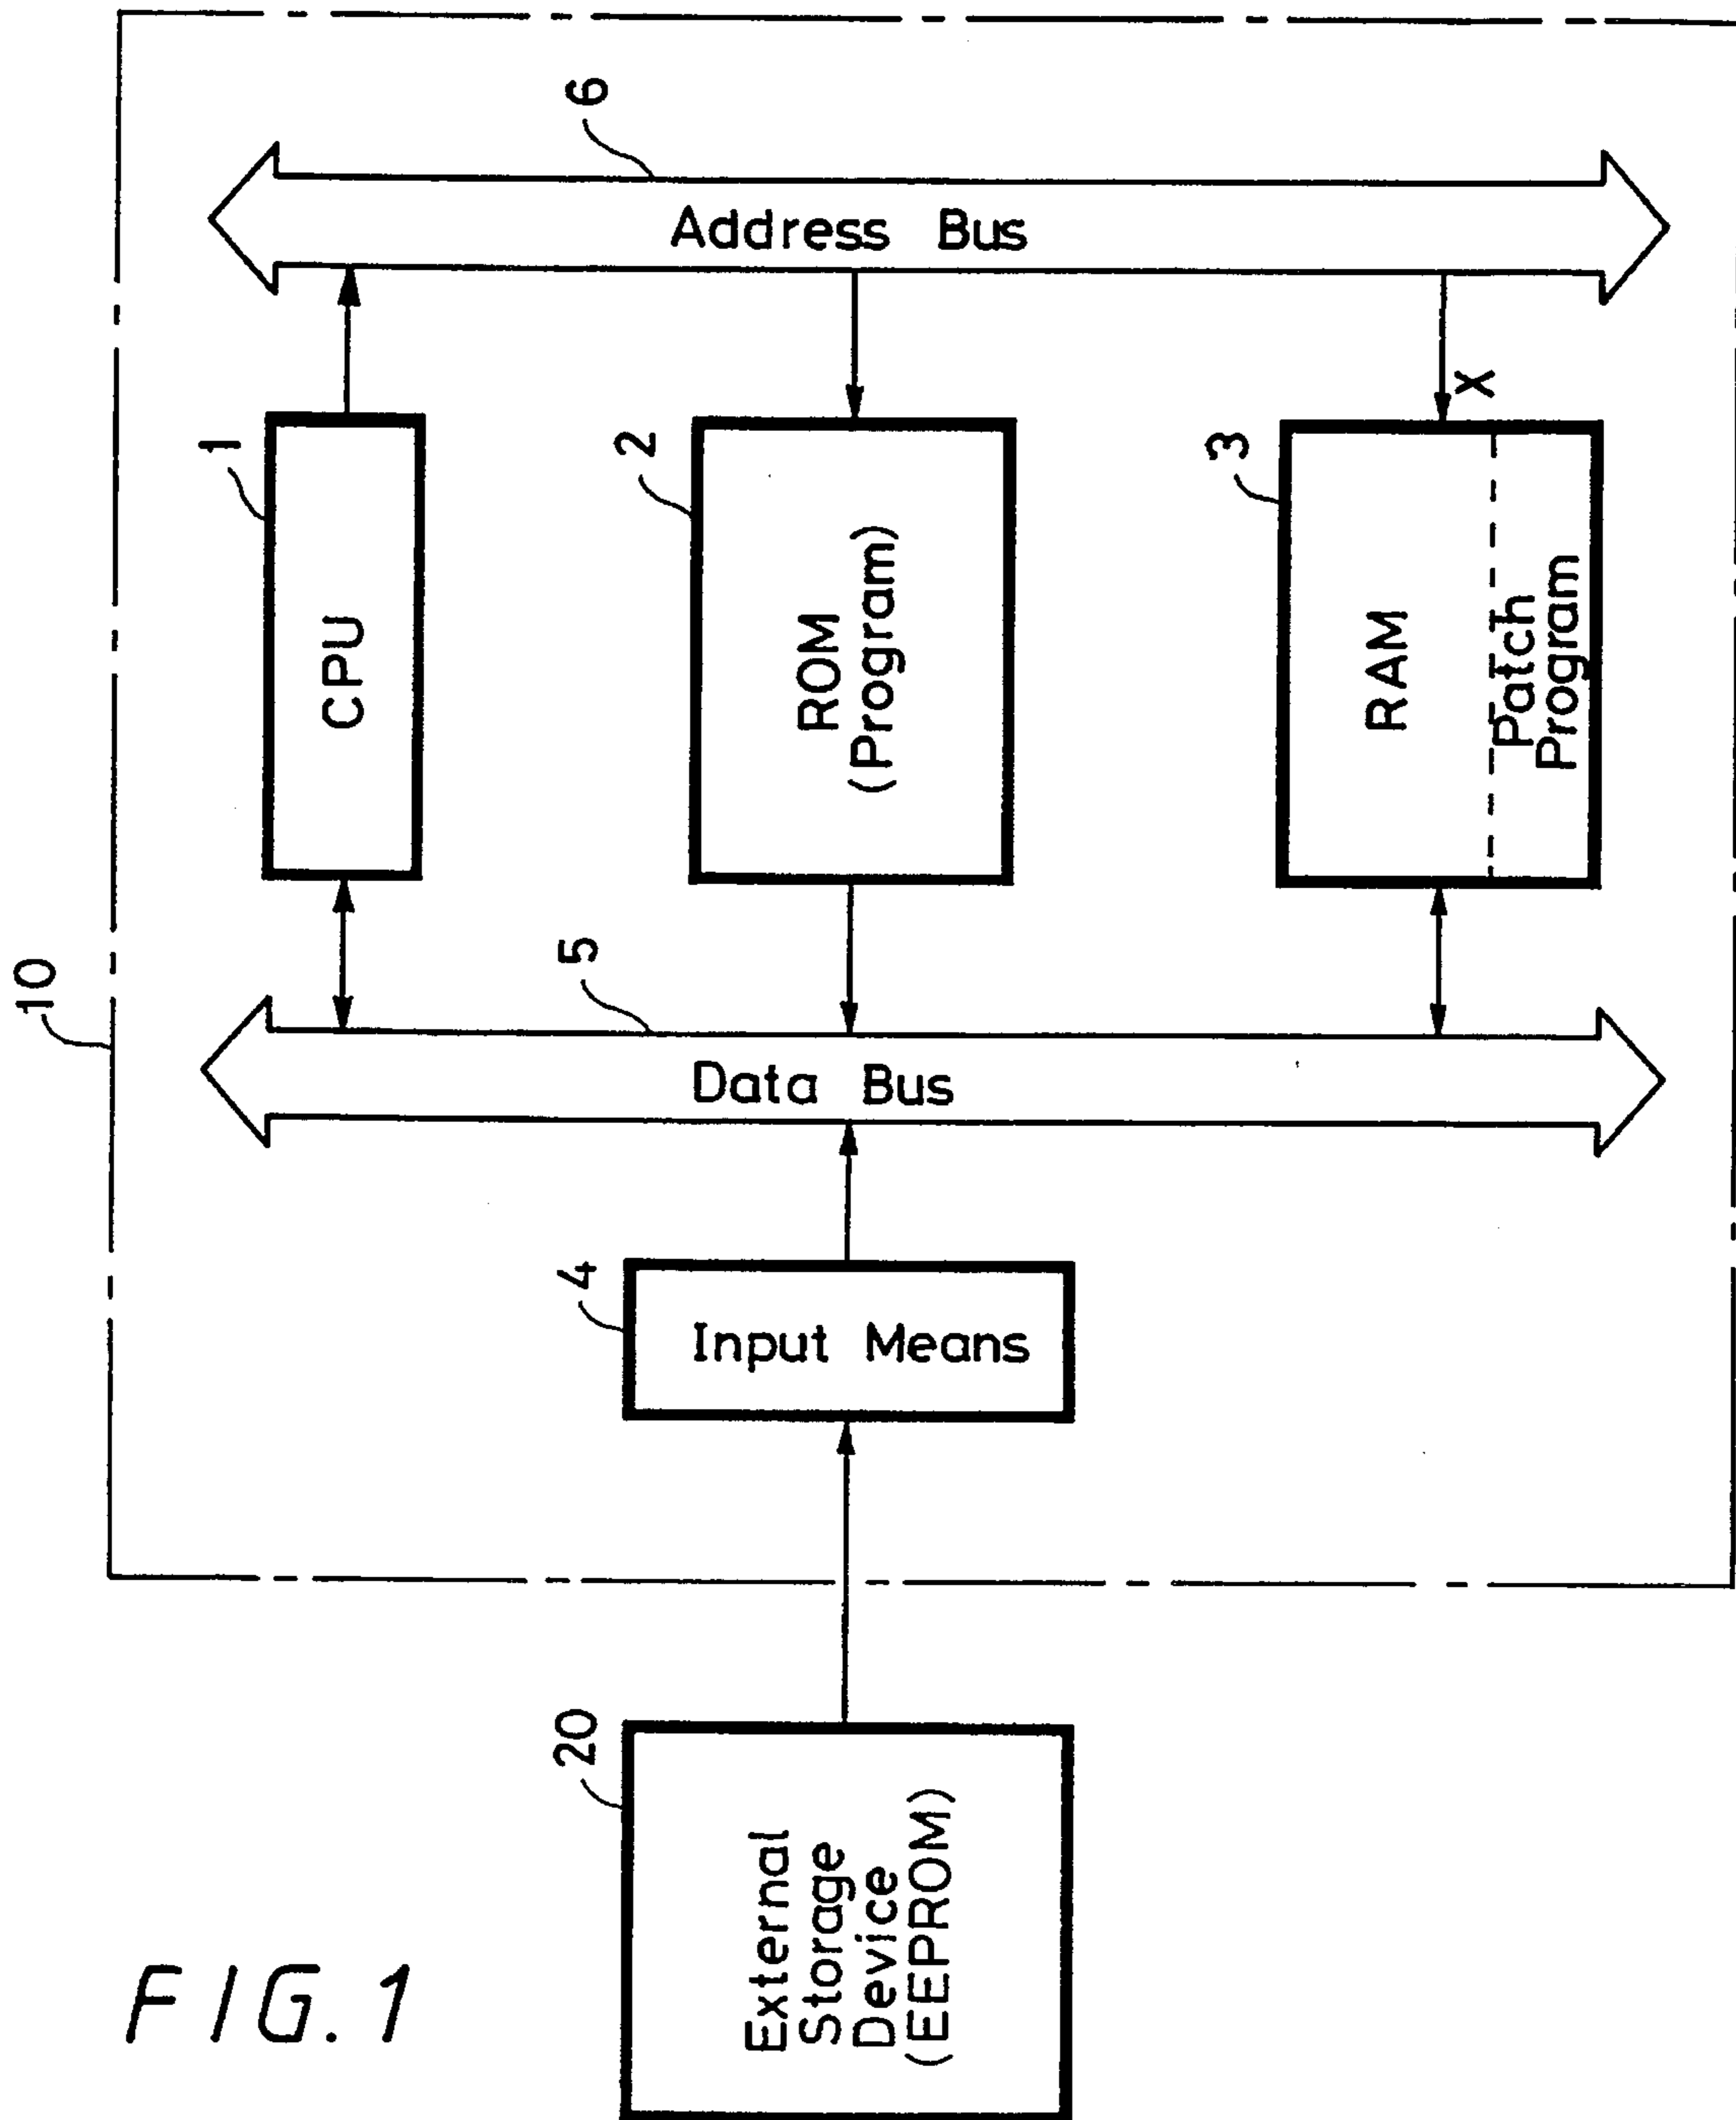 FIG. 1
10
20
External
Storage
Device
(EEPROM)
4
Input Means
5
Data Bus
1
CPU
2
ROM
(Program)
3
RAM
Patch
Program
X
6
Address Bus